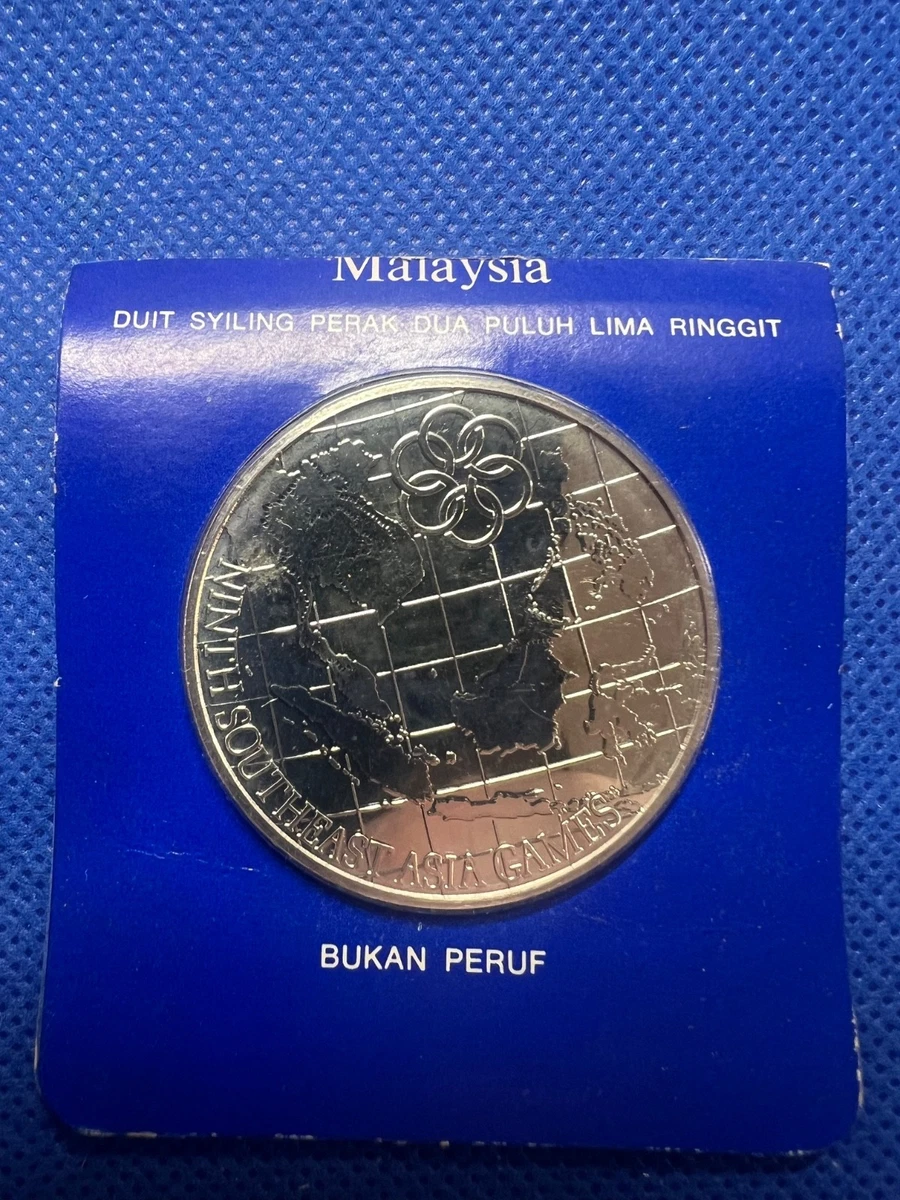 Malaysia
DUIT SYILING PERAK DUA PULUH LIMA RINGGIT
NINTH SOUTHEAST ASIA GAMES
BUKAN PERUF